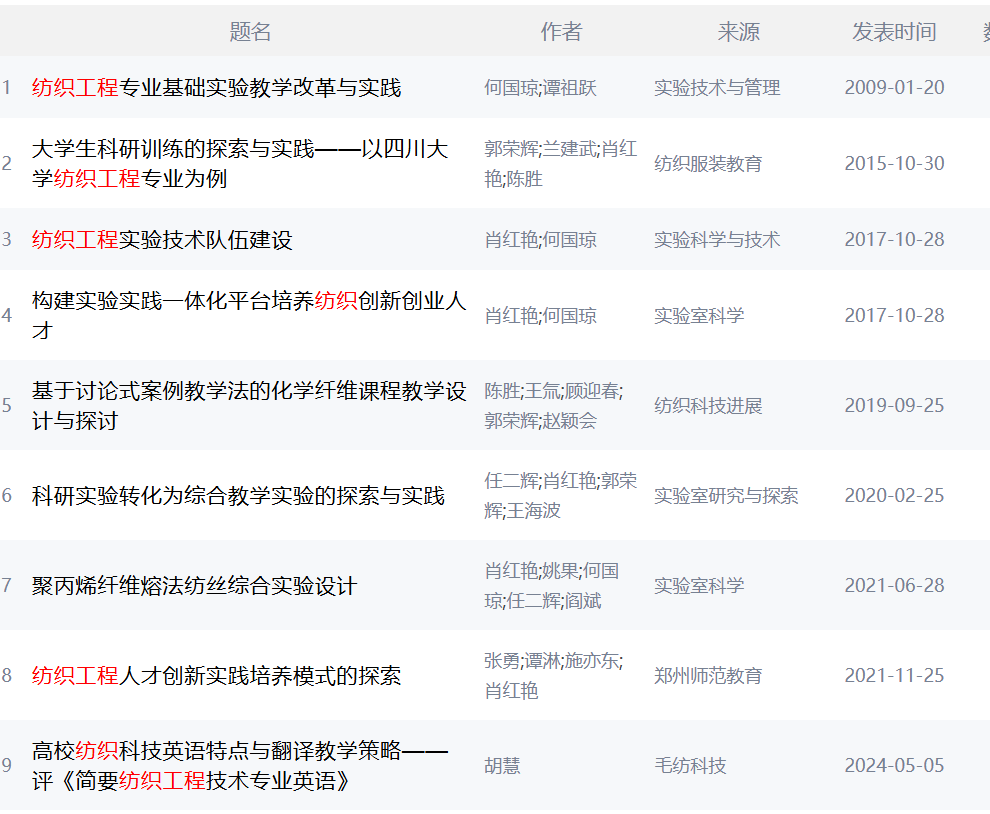 题名 作者 来源 发表时间
1 纺织工程专业基础实验教学改革与实践 何国琼;谭祖跃 实验技术与管理 2009-01-20
2 大学生科研训练的探索与实践——以四川大 郭荣辉;兰建武;肖红 纺织服装教育 2015-10-30
学纺织工程专业为例 艳;陈胜
3 纺织工程实验技术队伍建设 肖红艳;何国琼 实验科学与技术 2017-10-28
4 构建实验实践一体化平台培养纺织创新创业人 肖红艳;何国琼 实验室科学 2017-10-28
才
5 基于讨论式案例教学法的化学纤维课程教学设 陈胜;王氚;顾迎春; 纺织科技进展 2019-09-25
计与探讨 郭荣辉;赵颖会
6 科研实验转化为综合教学实验的探索与实践 任二辉;肖红艳;郭荣 实验室研究与探索 2020-02-25
辉;王海波
7 聚丙烯纤维熔法纺丝综合实验设计 肖红艳;姚果;何国 实验室科学 2021-06-28
琼;任二辉;阎斌
8 纺织工程人才创新实践培养模式的探索 张勇;谭淋;施亦东; 郑州师范教育 2021-11-25
肖红艳
9 高校纺织科技英语特点与翻译教学策略—— 胡慧 毛纺科技 2024-05-05
评《简要纺织工程技术专业英语》